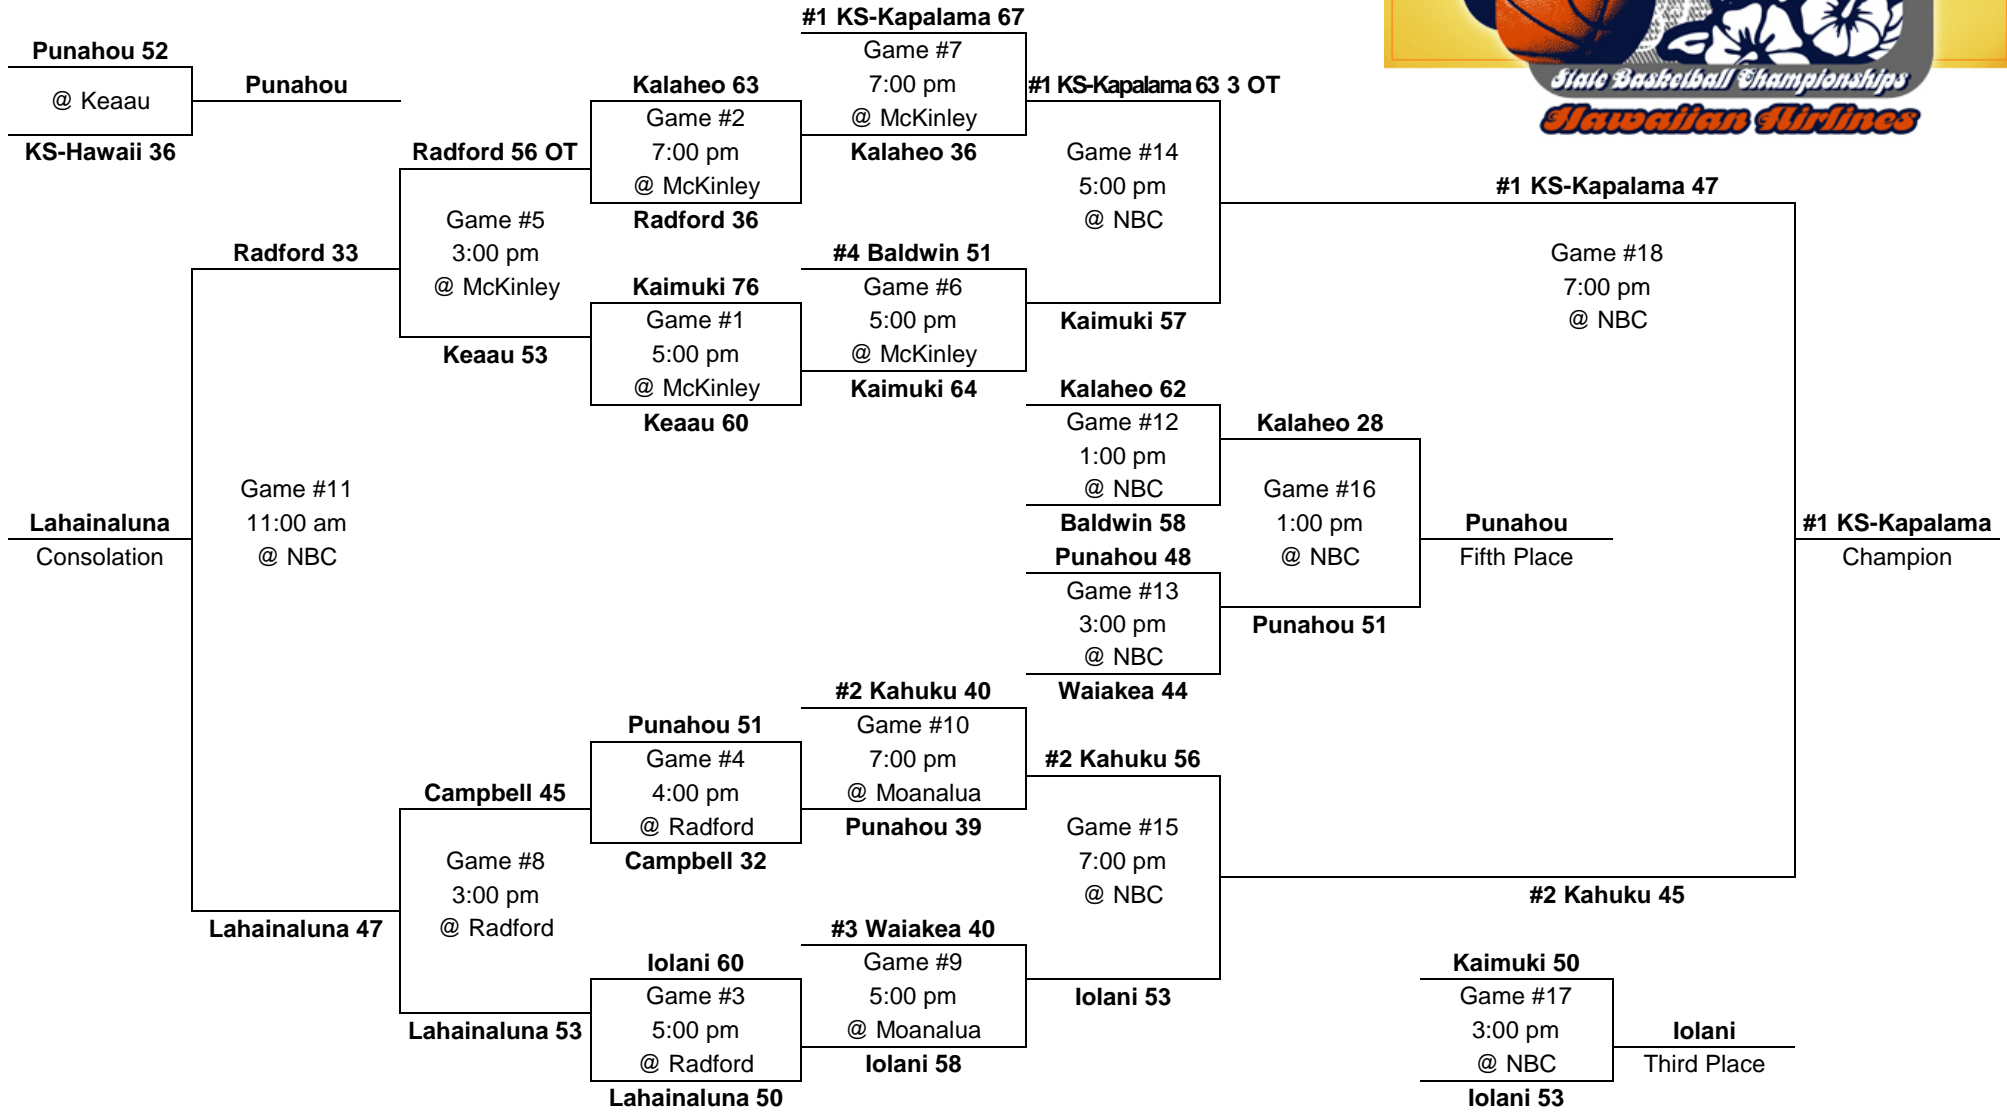 #1 KS-Kapalama 67
Punahou 52
@ Keaau
KS-Hawaii 36
Punahou
Radford 33
Game #11
11:00 am
@ NBC
Lahainaluna 47
Lahainaluna
Consolation
Radford 56 OT
Game #5
3:00 pm
@ McKinley
Keaau 53
Campbell 45
Game #8
3:00 pm
@ Radford
Lahainaluna 53
Kalaheo 63
Game #2
7:00 pm
@ McKinley
Radford 36
Kaimuki 76
Game #1
5:00 pm
@ McKinley
Keaau 60
Punahou 51
Game #4
4:00 pm
@ Radford
Campbell 32
Iolani 60
Game #3
5:00 pm
@ Radford
Lahainaluna 50
Game #7
7:00 pm
@ McKinley
Kalaheo 36
#4 Baldwin 51
Game #6
5:00 pm
@ McKinley
Kaimuki 64
#2 Kahuku 40
Game #10
7:00 pm
@ Moanalua
Punahou 39
#3 Waiakea 40
Game #9
5:00 pm
@ Moanalua
Iolani 58
#1 KS-Kapalama 63 3 OT
Game #14
5:00 pm
@ NBC
Kaimuki 57
Kalaheo 62
Game #12
1:00 pm
@ NBC
Baldwin 58
Punahou 48
Game #13
3:00 pm
@ NBC
Waiakea 44
#2 Kahuku 56
Game #15
7:00 pm
@ NBC
Iolani 53
Kalaheo 28
Game #16
1:00 pm
@ NBC
Punahou 51
Punahou
Fifth Place
State Basketball Championships
Hawaiian Airlines
#1 KS-Kapalama 47
Game #18
7:00 pm
@ NBC
#2 Kahuku 45
#1 KS-Kapalama
Champion
Kaimuki 50
Game #17
3:00 pm
@ NBC
Iolani 53
Iolani
Third Place